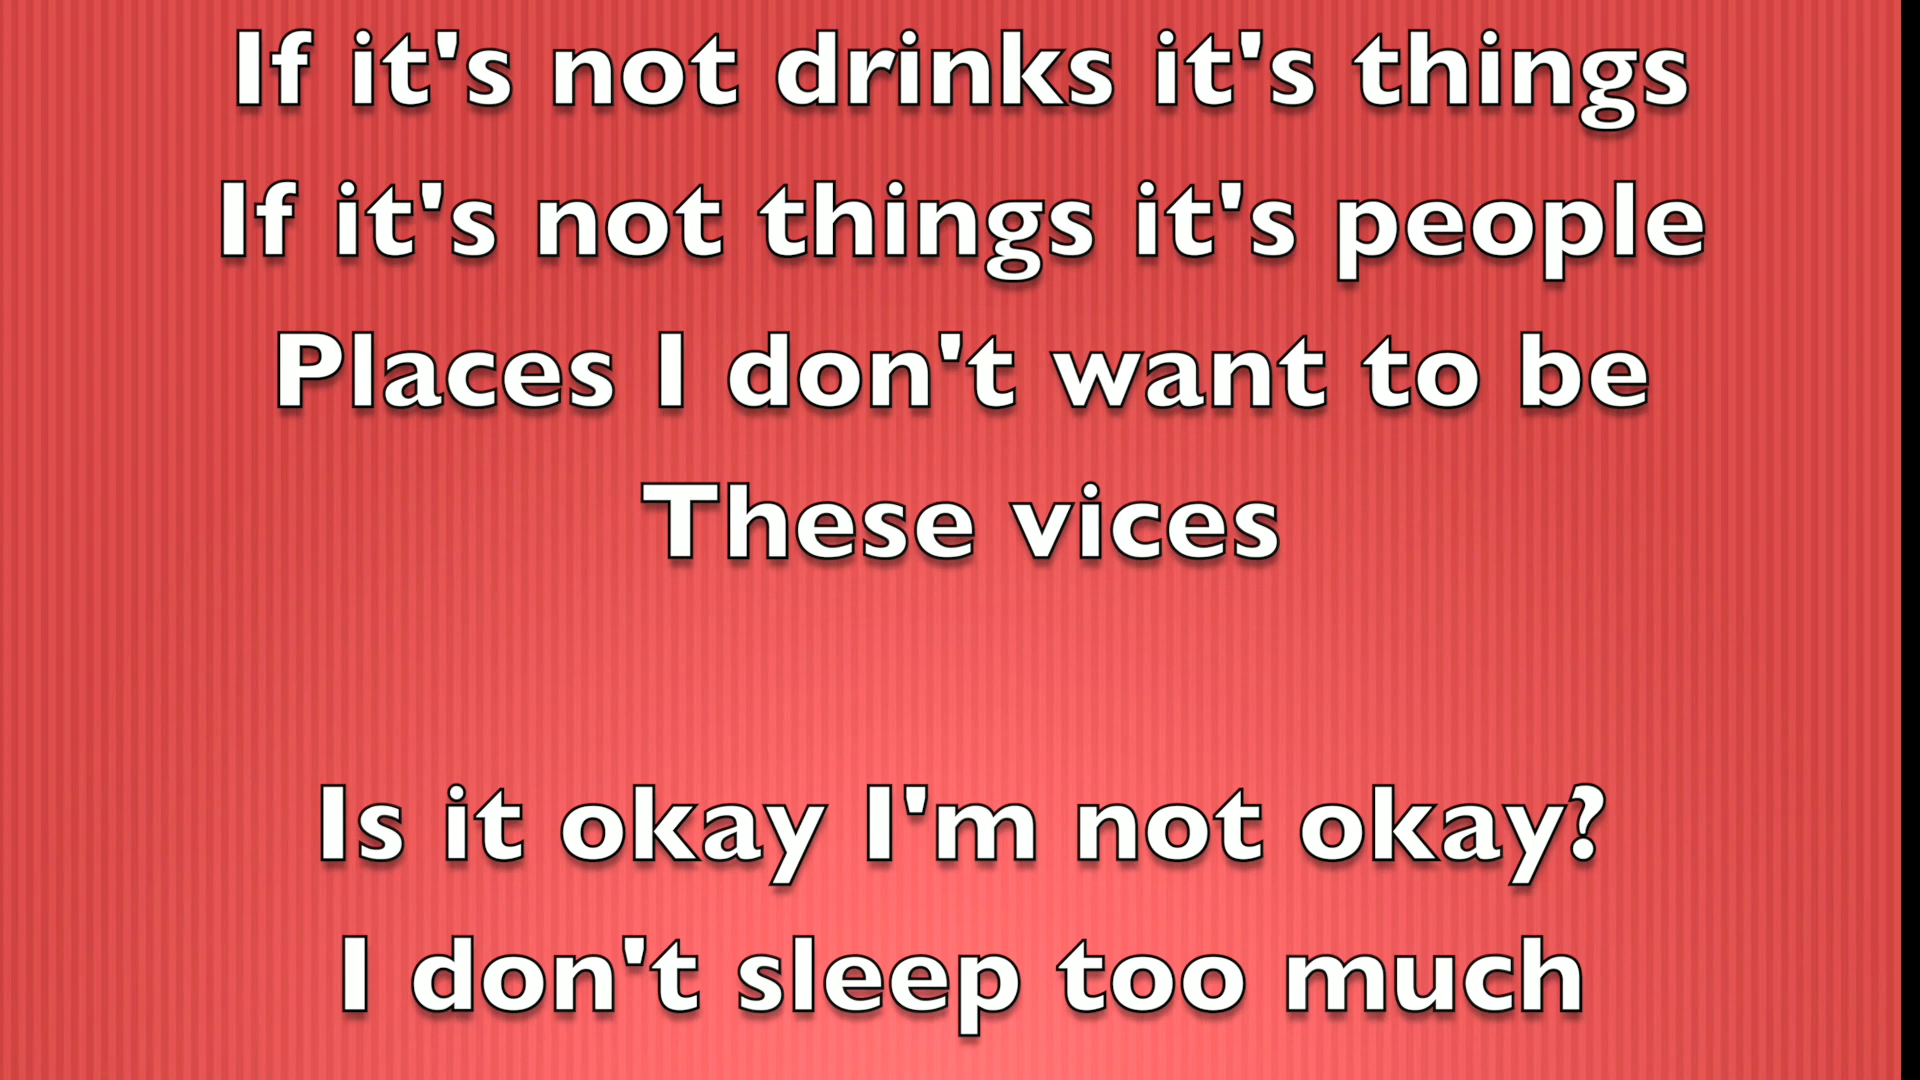 If it's not drinks it's things
If it's not things it's people
Places I don't want to be
These vices
Is it okay I'm not okay?
I don't sleep too much